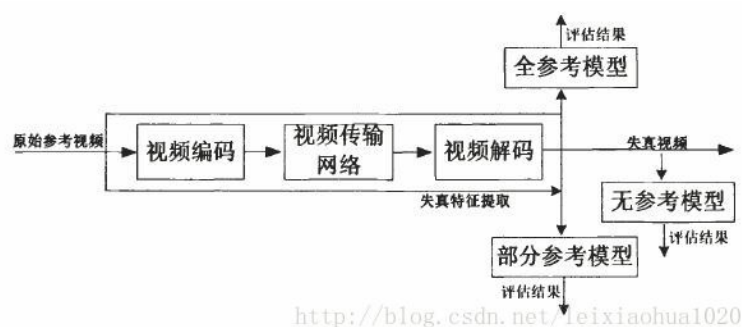 评估结果
全参考模型
原始参考视频
视频编码
视频传输
网络
视频解码
失真视频
失真特征提取
无参考模型
评估结果
部分参考模型
评估结果
http://blog.csdn.net/leixiaohua1020